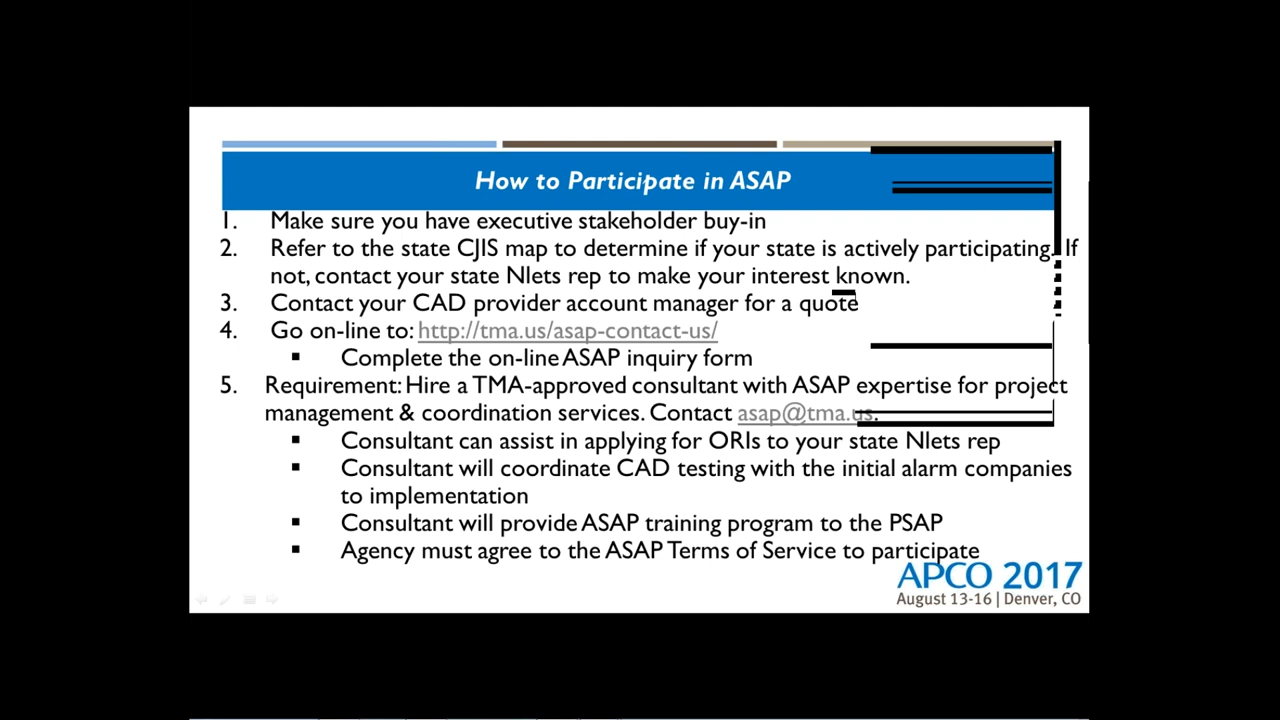 How to Participate in ASAP
1. Make sure you have executive stakeholder buy-in
2. Refer to the state CJIS map to determine if your state is actively participating. If
not, contact your state Nlets rep to make your interest known.
3. Contact your CAD provider account manager for a quote
4. Go on-line to: http://tma.us/asap-contact-us/
▪ Complete the on-line ASAP inquiry form
5. Requirement: Hire a TMA-approved consultant with ASAP expertise for project
management & coordination services. Contact asap@tma.us.
▪ Consultant can assist in applying for ORIs to your state Nlets rep
▪ Consultant will coordinate CAD testing with the initial alarm companies
to implementation
▪ Consultant will provide ASAP training program to the PSAP
▪ Agency must agree to the ASAP Terms of Service to participate
APCO 2017
August 13-16 | Denver, CO